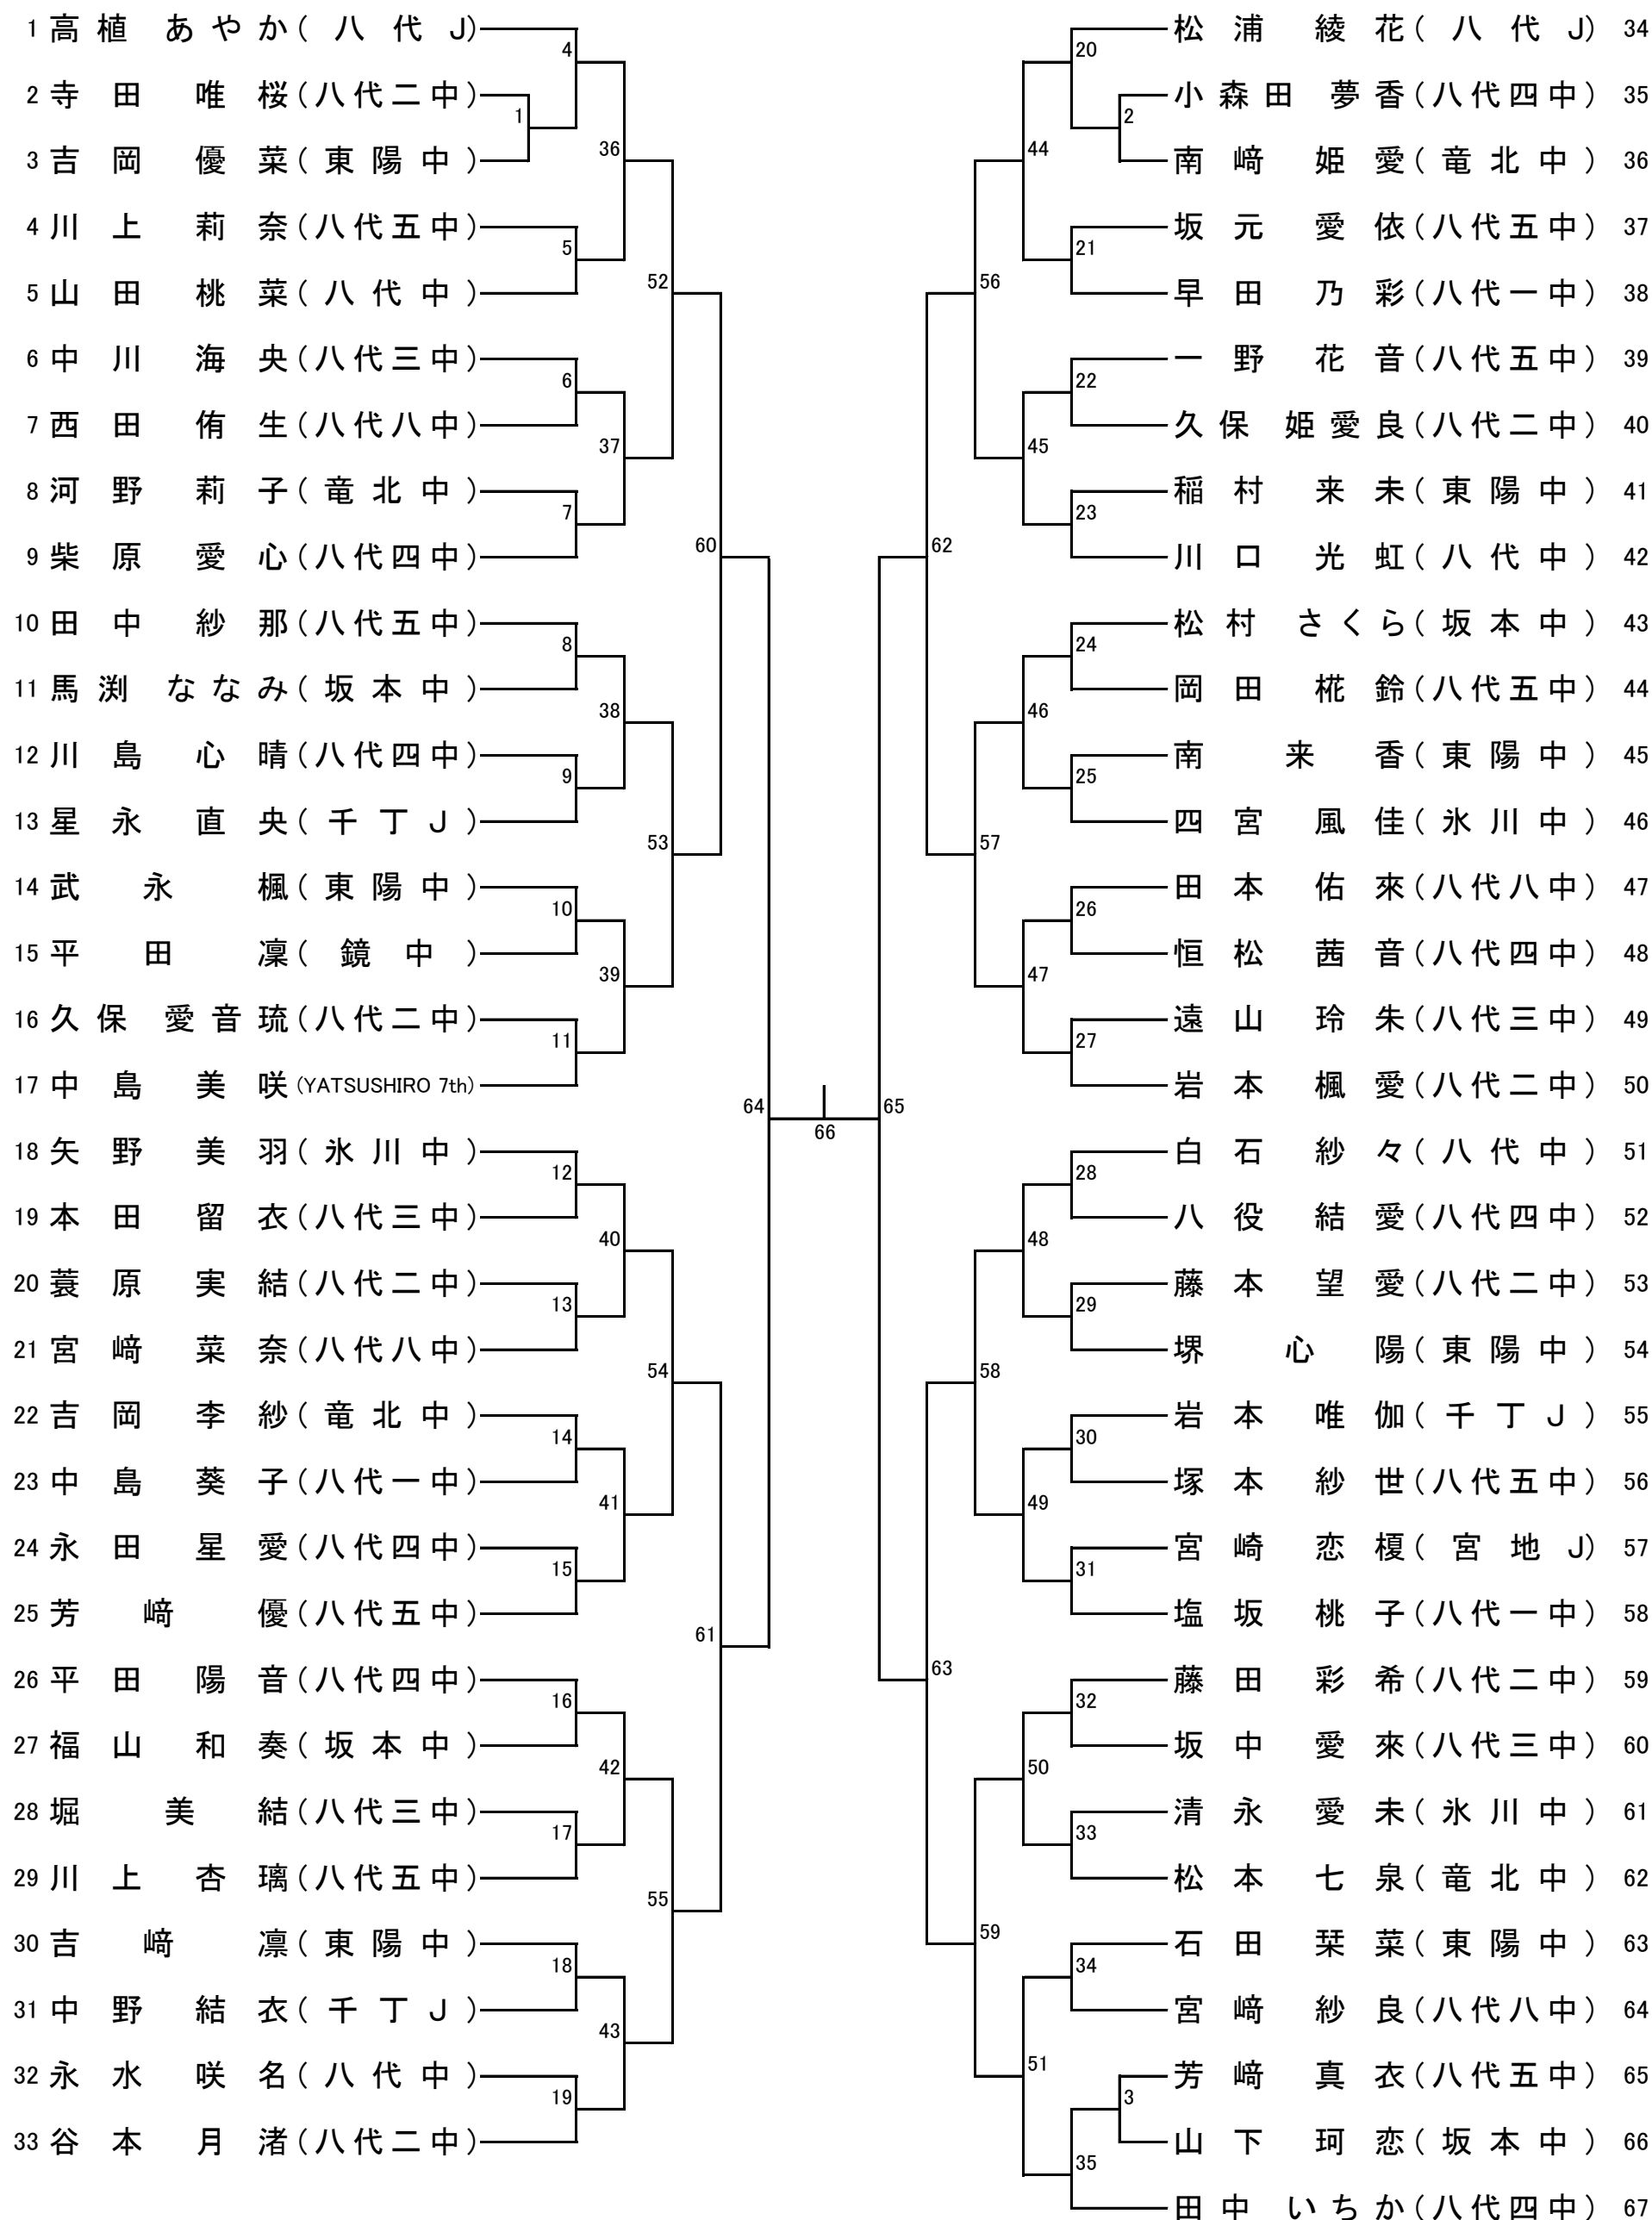 1 高植 あやか(八代J)
2 寺田 唯桜(八代二中)
3 吉岡 優菜(東陽中)
4 川上 莉奈(八代五中)
5 山田 桃菜(八代中)
6 中川 海央(八代三中)
7 西田 侑生(八代八中)
8 河野 莉子(竜北中)
9 柴原 愛心(八代四中)
10 田中 紗那(八代五中)
11 馬渕 ななみ(坂本中)
12 川島 心晴(八代四中)
13 星永 直央(千丁J)
14 武永 楓(東陽中)
15 平田 凜(鏡中)
16 久保 愛音琉(八代二中)
17 中島 美咲(YATSUSHIRO 7th)
18 矢野 美羽(氷川中)
19 本田 留衣(八代三中)
20 蓑原 実結(八代二中)
21 宮﨑 菜奈(八代八中)
22 吉岡 李紗(竜北中)
23 中島 葵子(八代一中)
24 永田 星愛(八代四中)
25 芳﨑 優(八代五中)
26 平田 陽音(八代四中)
27 福山 和奏(坂本中)
28 堀 美結(八代三中)
29 川上 杏璃(八代五中)
30 吉﨑 凛(東陽中)
31 中野 結衣(千丁J)
32 永水 咲名(八代中)
33 谷本 月渚(八代二中)
4
1
36
5
52
6
37
7
60
8
38
9
53
10
39
11
64
12
40
13
54
14
41
15
61
16
42
17
55
18
43
19
66
65
20
2
44
21
56
22
45
23
62
24
46
25
57
26
47
27
28
48
29
58
30
49
31
63
32
50
33
59
34
51
3
35
松浦 綾花(八代J) 34
小森田 夢香(八代四中) 35
南﨑 姫愛(竜北中) 36
坂元 愛依(八代五中) 37
早田 乃彩(八代一中) 38
一野 花音(八代五中) 39
久保 姫愛良(八代二中) 40
稲村 来未(東陽中) 41
川口 光虹(八代中) 42
松村 さくら(坂本中) 43
岡田 椛鈴(八代五中) 44
南 来香(東陽中) 45
四宮 風佳(氷川中) 46
田本 佑來(八代八中) 47
恒松 茜音(八代四中) 48
遠山 玲朱(八代三中) 49
岩本 楓愛(八代二中) 50
白石 紗々(八代中) 51
八役 結愛(八代四中) 52
藤本 望愛(八代二中) 53
堺 心陽(東陽中) 54
岩本 唯伽(千丁J) 55
塚本 紗世(八代五中) 56
宮崎 恋榎(宮地J) 57
塩坂 桃子(八代一中) 58
藤田 彩希(八代二中) 59
坂中 愛來(八代三中) 60
清永 愛未(氷川中) 61
松本 七泉(竜北中) 62
石田 栞菜(東陽中) 63
宮﨑 紗良(八代八中) 64
芳﨑 真衣(八代五中) 65
山下 珂恋(坂本中) 66
田中 いちか(八代四中) 67